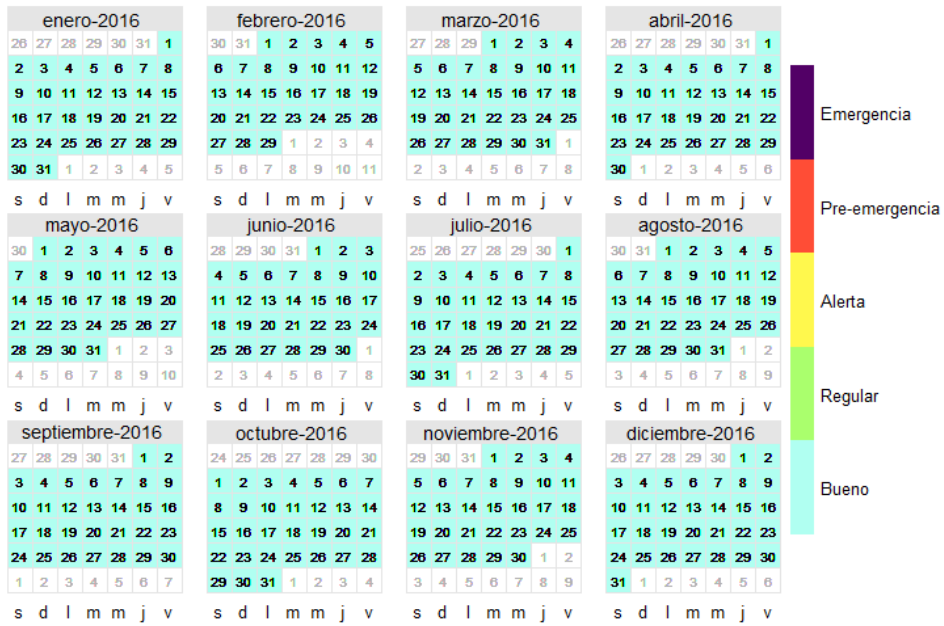 enero-2016
26 27 28 29 30 31 1
2 3 4 5 6 7 8
9 10 11 12 13 14 15
16 17 18 19 20 21 22
23 24 25 26 27 28 29
30 31 1 2 3 4 5
s d l m m j v
febrero-2016
30 31 1 2 3 4 5
6 7 8 9 10 11 12
13 14 15 16 17 18 19
20 21 22 23 24 25 26
27 28 29 1 2 3 4
5 6 7 8 9 10 11
s d l m m j v
marzo-2016
27 28 29 1 2 3 4
5 6 7 8 9 10 11
12 13 14 15 16 17 18
19 20 21 22 23 24 25
26 27 28 29 30 31 1
2 3 4 5 6 7 8
s d l m m j v
abril-2016
26 27 28 29 30 31 1
2 3 4 5 6 7 8
9 10 11 12 13 14 15
16 17 18 19 20 21 22
23 24 25 26 27 28 29
30 1 2 3 4 5 6
s d l m m j v
mayo-2016
30 1 2 3 4 5 6
7 8 9 10 11 12 13
14 15 16 17 18 19 20
21 22 23 24 25 26 27
28 29 30 31 1 2 3
4 5 6 7 8 9 10
s d l m m j v
junio-2016
28 29 30 31 1 2 3
4 5 6 7 8 9 10
11 12 13 14 15 16 17
18 19 20 21 22 23 24
25 26 27 28 29 30 1
2 3 4 5 6 7 8
s d l m m j v
julio-2016
25 26 27 28 29 30 1
2 3 4 5 6 7 8
9 10 11 12 13 14 15
16 17 18 19 20 21 22
23 24 25 26 27 28 29
30 31 1 2 3 4 5
s d l m m j v
agosto-2016
30 31 1 2 3 4 5
6 7 8 9 10 11 12
13 14 15 16 17 18 19
20 21 22 23 24 25 26
27 28 29 30 31 1 2
3 4 5 6 7 8 9
s d l m m j v
septiembre-2016
27 28 29 30 31 1 2
3 4 5 6 7 8 9
10 11 12 13 14 15 16
17 18 19 20 21 22 23
24 25 26 27 28 29 30
1 2 3 4 5 6 7
s d l m m j v
octubre-2016
24 25 26 27 28 29 30
1 2 3 4 5 6 7
8 9 10 11 12 13 14
15 16 17 18 19 20 21
22 23 24 25 26 27 28
29 30 31 1 2 3 4
s d l m m j v
noviembre-2016
29 30 31 1 2 3 4
5 6 7 8 9 10 11
12 13 14 15 16 17 18
19 20 21 22 23 24 25
26 27 28 29 30 1 2
3 4 5 6 7 8 9
s d l m m j v
diciembre-2016
26 27 28 29 30 1 2
3 4 5 6 7 8 9
10 11 12 13 14 15 16
17 18 19 20 21 22 23
24 25 26 27 28 29 30
31 1 2 3 4 5 6
s d l m m j v
Emergencia
Pre-emergencia
Alerta
Regular
Bueno